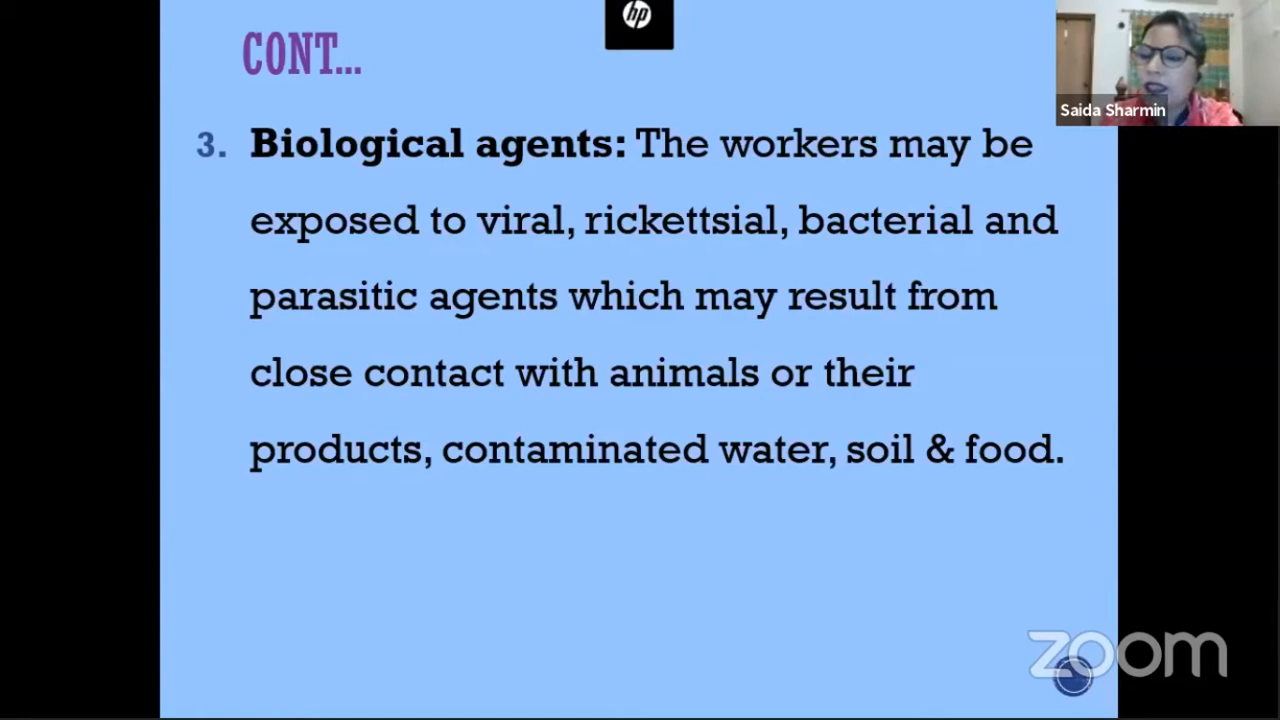 hp
CONT...
Saida Sharmin
3. Biological agents: The workers may be
exposed to viral, rickettsial, bacterial and
parasitic agents which may result from
close contact with animals or their
products, contaminated water, soil & food.
zoom